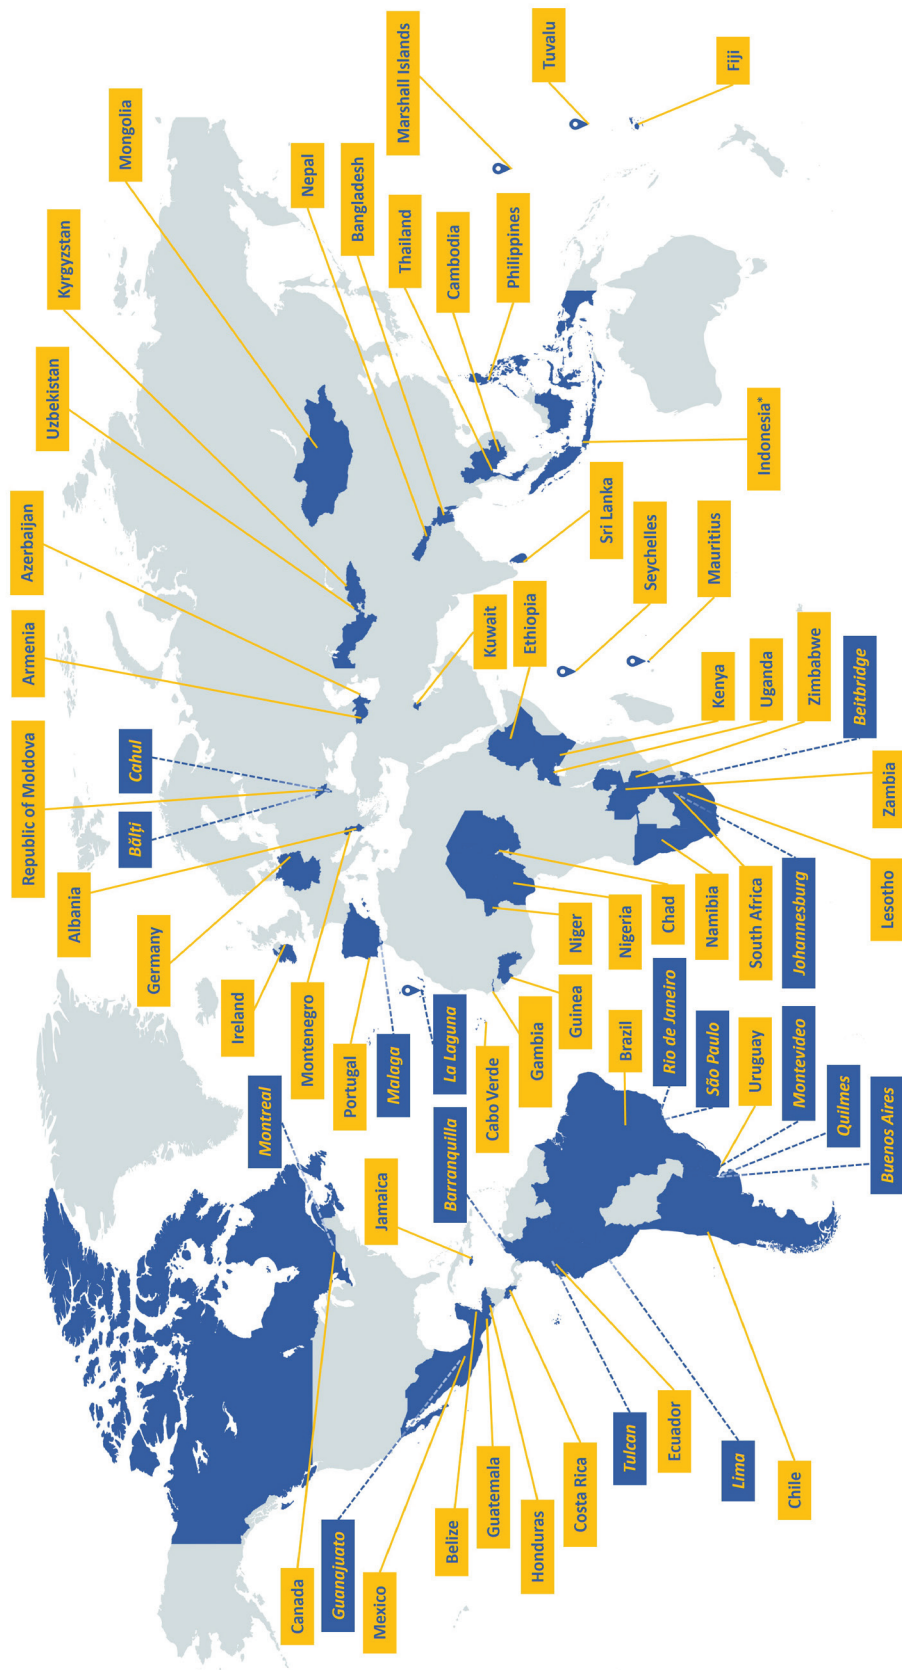 Canada
Guanajuato
Mexico
Belize
Guatemala
Honduras
Costa Rica
Tulcan
Ecuador
Lima
Chile
Montreal
Jamaica
Barranquilla
Cabo Verde
Brazil
Rio de Janeiro
São Paulo
Uruguay
Montevideo
Quilmes
Buenos Aires
Ireland
Germany
Albania
Republic of Moldova
Bălți
Cahul
Montenegro
Portugal
Malaga
La Laguna
Gambia
Guinea
Niger
Nigeria
Chad
Namibia
South Africa
Johannesburg
Lesotho
Armenia
Azerbaijan
Uzbekistan
Kyrgyzstan
Mongolia
Kuwait
Ethiopia
Kenya
Uganda
Zimbabwe
Beitbridge
Zambia
Seychelles
Mauritius
Nepal
Bangladesh
Thailand
Cambodia
Philippines
Sri Lanka
Indonesia*
Marshall Islands
Tuvalu
Fiji